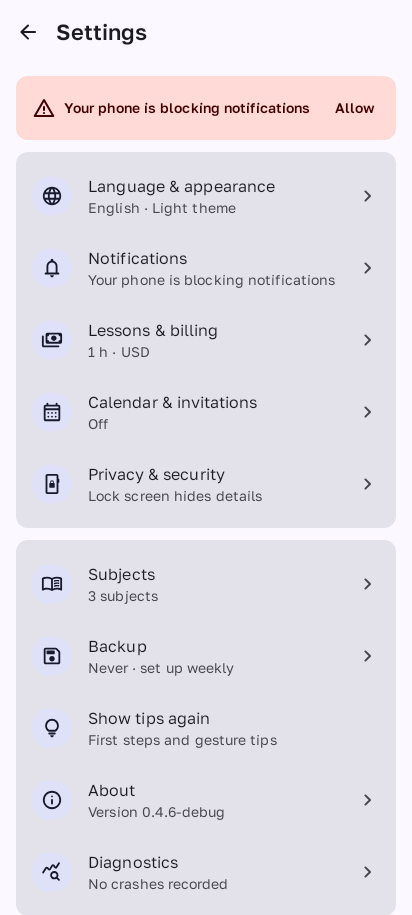 Settings
Your phone is blocking notifications Allow
Language & appearance
English · Light theme
Notifications
Your phone is blocking notifications
Lessons & billing
1 h · USD
Calendar & invitations
Off
Privacy & security
Lock screen hides details
Subjects
3 subjects
Backup
Never · set up weekly
Show tips again
First steps and gesture tips
About
Version 0.4.6-debug
Diagnostics
No crashes recorded